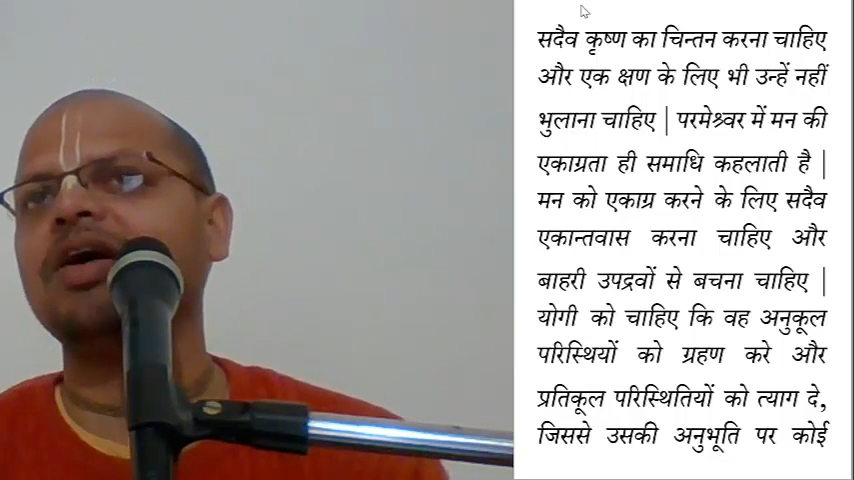 सदैव कृष्ण का चिन्तन करना चाहिए
और एक क्षण के लिए भी उन्हें नहीं
भुलाना चाहिए | परमेश्र्वर में मन की
एकाग्रता ही समाधि कहलाती है |
मन को एकाग्र करने के लिए सदैव
एकान्तवास करना चाहिए और
बाहरी उपद्रवों से बचना चाहिए |
योगी को चाहिए कि वह अनुकूल
परिस्थियों को ग्रहण करे और
प्रतिकूल परिस्थितियों को त्याग दे,
जिससे उसकी अनुभूति पर कोई